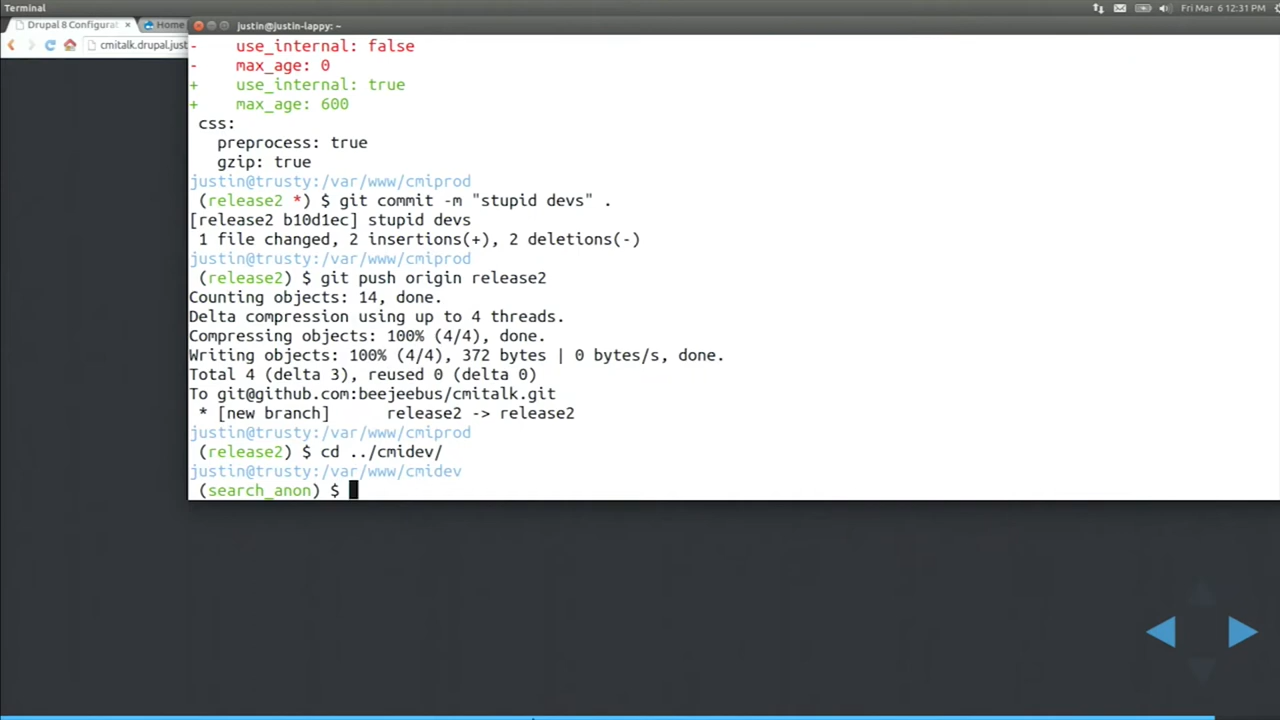 Terminal
Fri Mar 6 12:31 PM
Drupal 8 Configurat × Home
justin@justin-lappy: ~
cmitalk.drupal.just
-    use_internal: false
-    max_age: 0
+    use_internal: true
+    max_age: 600
css:
preprocess: true
gzip: true
justin@trusty:/var/www/cmiprod
(release2 *) $ git commit -m "stupid devs" .
[release2 b10d1ec] stupid devs
1 file changed, 2 insertions(+), 2 deletions(-)
justin@trusty:/var/www/cmiprod
(release2) $ git push origin release2
Counting objects: 14, done.
Delta compression using up to 4 threads.
Compressing objects: 100% (4/4), done.
Writing objects: 100% (4/4), 372 bytes | 0 bytes/s, done.
Total 4 (delta 3), reused 0 (delta 0)
To git@github.com:beejeebus/cmitalk.git
* [new branch]      release2 -> release2
justin@trusty:/var/www/cmiprod
(release2) $ cd ../cmidev/
justin@trusty:/var/www/cmidev
(search_anon) $